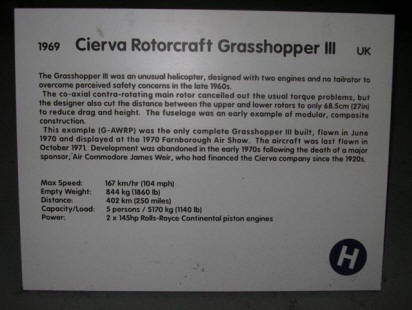 1969 Cierva Rotorcraft Grasshopper III UK
The Grasshopper III was an unusual helicopter, designed with two engines and no tailrotor to
overcome perceived safety concerns in the late 1960s.
The co-axial contra-rotating main rotor cancelled out the usual torque problems, but
the designer also cut the distance between the upper and lower rotors to only 68.5cm (27in)
to reduce drag and height. The fuselage was an early example of modular, composite
construction.
This example (G-AWRP) was the only complete Grasshopper III built, flown in June
1970 and displayed at the 1970 Farnborough Air Show. The aircraft was last flown in
October 1971. Development was abandoned in the early 1970s following the death of a major
sponsor, Air Commodore James Weir, who had financed the Cierva company since the 1920s.
Max Speed: 167 km/hr (104 mph)
Empty Weight: 844 kg (1860 lb)
Distance: 402 km (250 miles)
Capacity/Load: 5 persons / 5170 kg (1140 lb)
Power: 2 x 145hp Rolls-Royce Continental piston engines
H